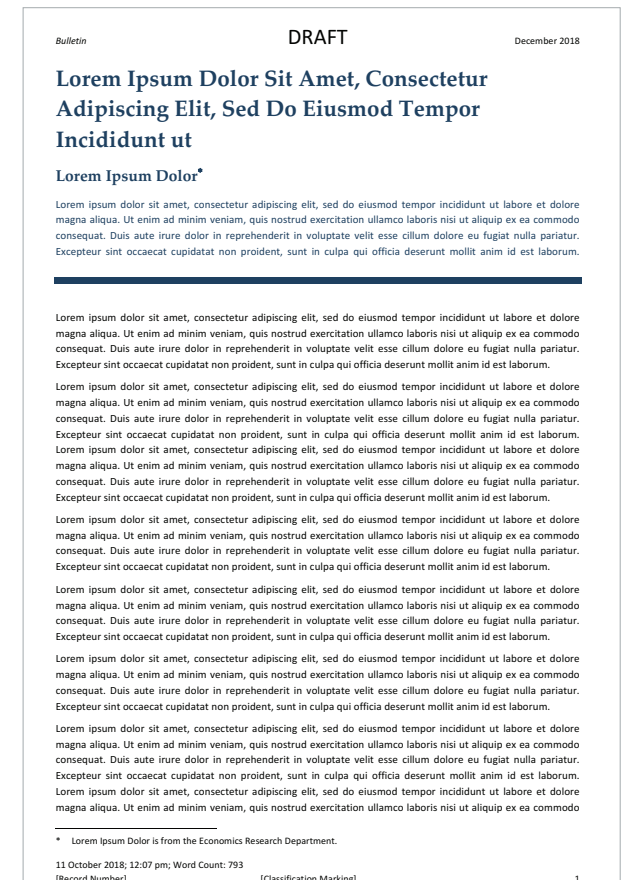 Bulletin DRAFT December 2018
Lorem Ipsum Dolor Sit Amet, Consectetur
Adipiscing Elit, Sed Do Eiusmod Tempor
Incididunt ut
Lorem Ipsum Dolor*
Lorem ipsum dolor sit amet, consectetur adipiscing elit, sed do eiusmod tempor incididunt ut labore et dolore
magna aliqua. Ut enim ad minim veniam, quis nostrud exercitation ullamco laboris nisi ut aliquip ex ea commodo
consequat. Duis aute irure dolor in reprehenderit in voluptate velit esse cillum dolore eu fugiat nulla pariatur.
Excepteur sint occaecat cupidatat non proident, sunt in culpa qui officia deserunt mollit anim id est laborum.
Lorem ipsum dolor sit amet, consectetur adipiscing elit, sed do eiusmod tempor incididunt ut labore et dolore
magna aliqua. Ut enim ad minim veniam, quis nostrud exercitation ullamco laboris nisi ut aliquip ex ea commodo
consequat. Duis aute irure dolor in reprehenderit in voluptate velit esse cillum dolore eu fugiat nulla pariatur.
Excepteur sint occaecat cupidatat non proident, sunt in culpa qui officia deserunt mollit anim id est laborum.
Lorem ipsum dolor sit amet, consectetur adipiscing elit, sed do eiusmod tempor incididunt ut labore et dolore
magna aliqua. Ut enim ad minim veniam, quis nostrud exercitation ullamco laboris nisi ut aliquip ex ea commodo
consequat. Duis aute irure dolor in reprehenderit in voluptate velit esse cillum dolore eu fugiat nulla pariatur.
Excepteur sint occaecat cupidatat non proident, sunt in culpa qui officia deserunt mollit anim id est laborum.
Lorem ipsum dolor sit amet, consectetur adipiscing elit, sed do eiusmod tempor incididunt ut labore et dolore
magna aliqua. Ut enim ad minim veniam, quis nostrud exercitation ullamco laboris nisi ut aliquip ex ea commodo
consequat. Duis aute irure dolor in reprehenderit in voluptate velit esse cillum dolore eu fugiat nulla pariatur.
Excepteur sint occaecat cupidatat non proident, sunt in culpa qui officia deserunt mollit anim id est laborum.
Lorem ipsum dolor sit amet, consectetur adipiscing elit, sed do eiusmod tempor incididunt ut labore et dolore
magna aliqua. Ut enim ad minim veniam, quis nostrud exercitation ullamco laboris nisi ut aliquip ex ea commodo
consequat. Duis aute irure dolor in reprehenderit in voluptate velit esse cillum dolore eu fugiat nulla pariatur.
Excepteur sint occaecat cupidatat non proident, sunt in culpa qui officia deserunt mollit anim id est laborum.
Lorem ipsum dolor sit amet, consectetur adipiscing elit, sed do eiusmod tempor incididunt ut labore et dolore
magna aliqua. Ut enim ad minim veniam, quis nostrud exercitation ullamco laboris nisi ut aliquip ex ea commodo
consequat. Duis aute irure dolor in reprehenderit in voluptate velit esse cillum dolore eu fugiat nulla pariatur.
Excepteur sint occaecat cupidatat non proident, sunt in culpa qui officia deserunt mollit anim id est laborum.
Lorem ipsum dolor sit amet, consectetur adipiscing elit, sed do eiusmod tempor incididunt ut labore et dolore
magna aliqua. Ut enim ad minim veniam, quis nostrud exercitation ullamco laboris nisi ut aliquip ex ea commodo
consequat. Duis aute irure dolor in reprehenderit in voluptate velit esse cillum dolore eu fugiat nulla pariatur.
Excepteur sint occaecat cupidatat non proident, sunt in culpa qui officia deserunt mollit anim id est laborum.
Lorem ipsum dolor sit amet, consectetur adipiscing elit, sed do eiusmod tempor incididunt ut labore et dolore
magna aliqua. Ut enim ad minim veniam, quis nostrud exercitation ullamco laboris nisi ut aliquip ex ea commodo
consequat. Duis aute irure dolor in reprehenderit in voluptate velit esse cillum dolore eu fugiat nulla pariatur.
Excepteur sint occaecat cupidatat non proident, sunt in culpa qui officia deserunt mollit anim id est laborum.
Lorem ipsum dolor sit amet, consectetur adipiscing elit, sed do eiusmod tempor incididunt ut labore et dolore
magna aliqua. Ut enim ad minim veniam, quis nostrud exercitation ullamco laboris nisi ut aliquip ex ea commodo
* Lorem Ipsum Dolor is from the Economics Research Department.
11 October 2018; 12:07 pm; Word Count: 793
[Record Number] [Classification Marking] 1